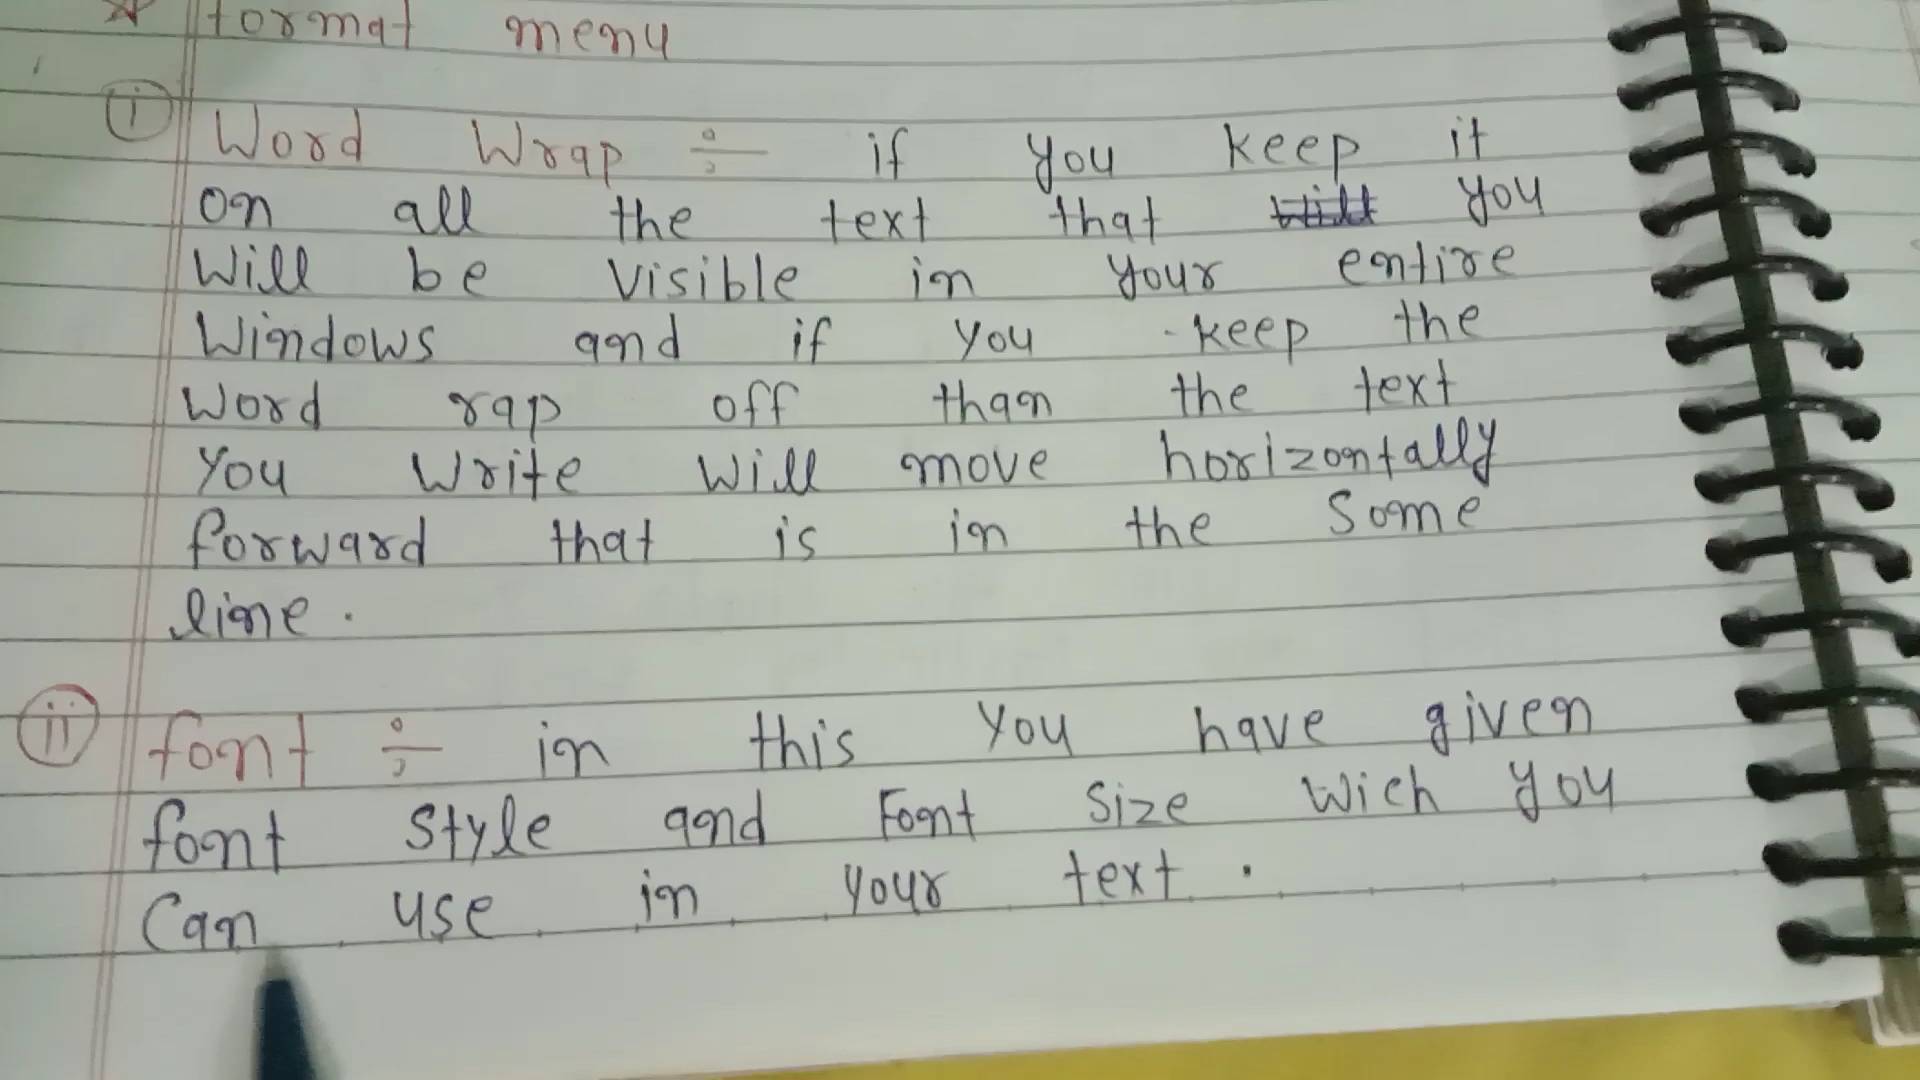 format menu
i Word Wrap ÷ if you keep it
on all the text that you
Will be Visible in your entire
Windows and if you keep the
Word rap off than the text
You Write Will move horizontally
forward that is in the Some
line.
ii font ÷ in this You have given
font Style and Font Size Wich you
Can use in your text.